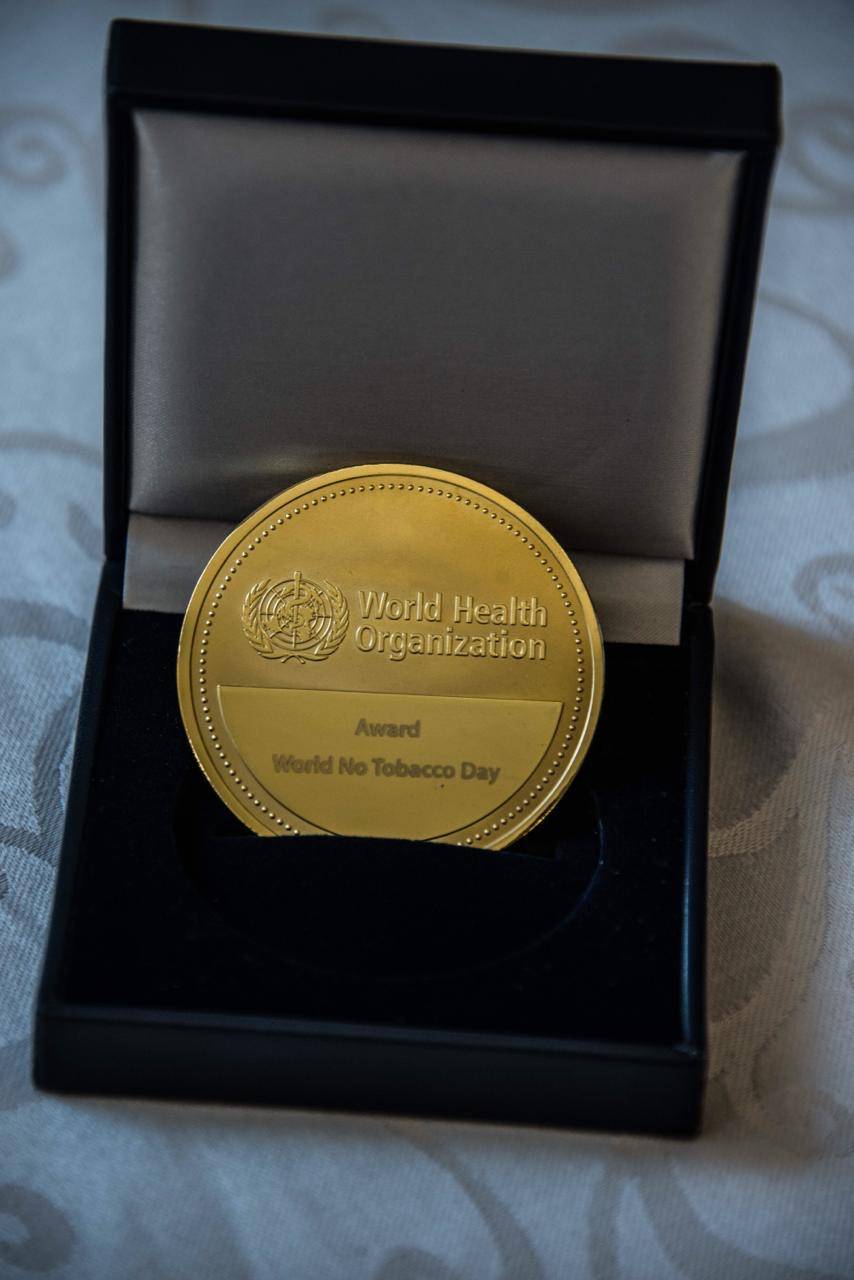 World Health
Organization
Award
World No Tobacco Day